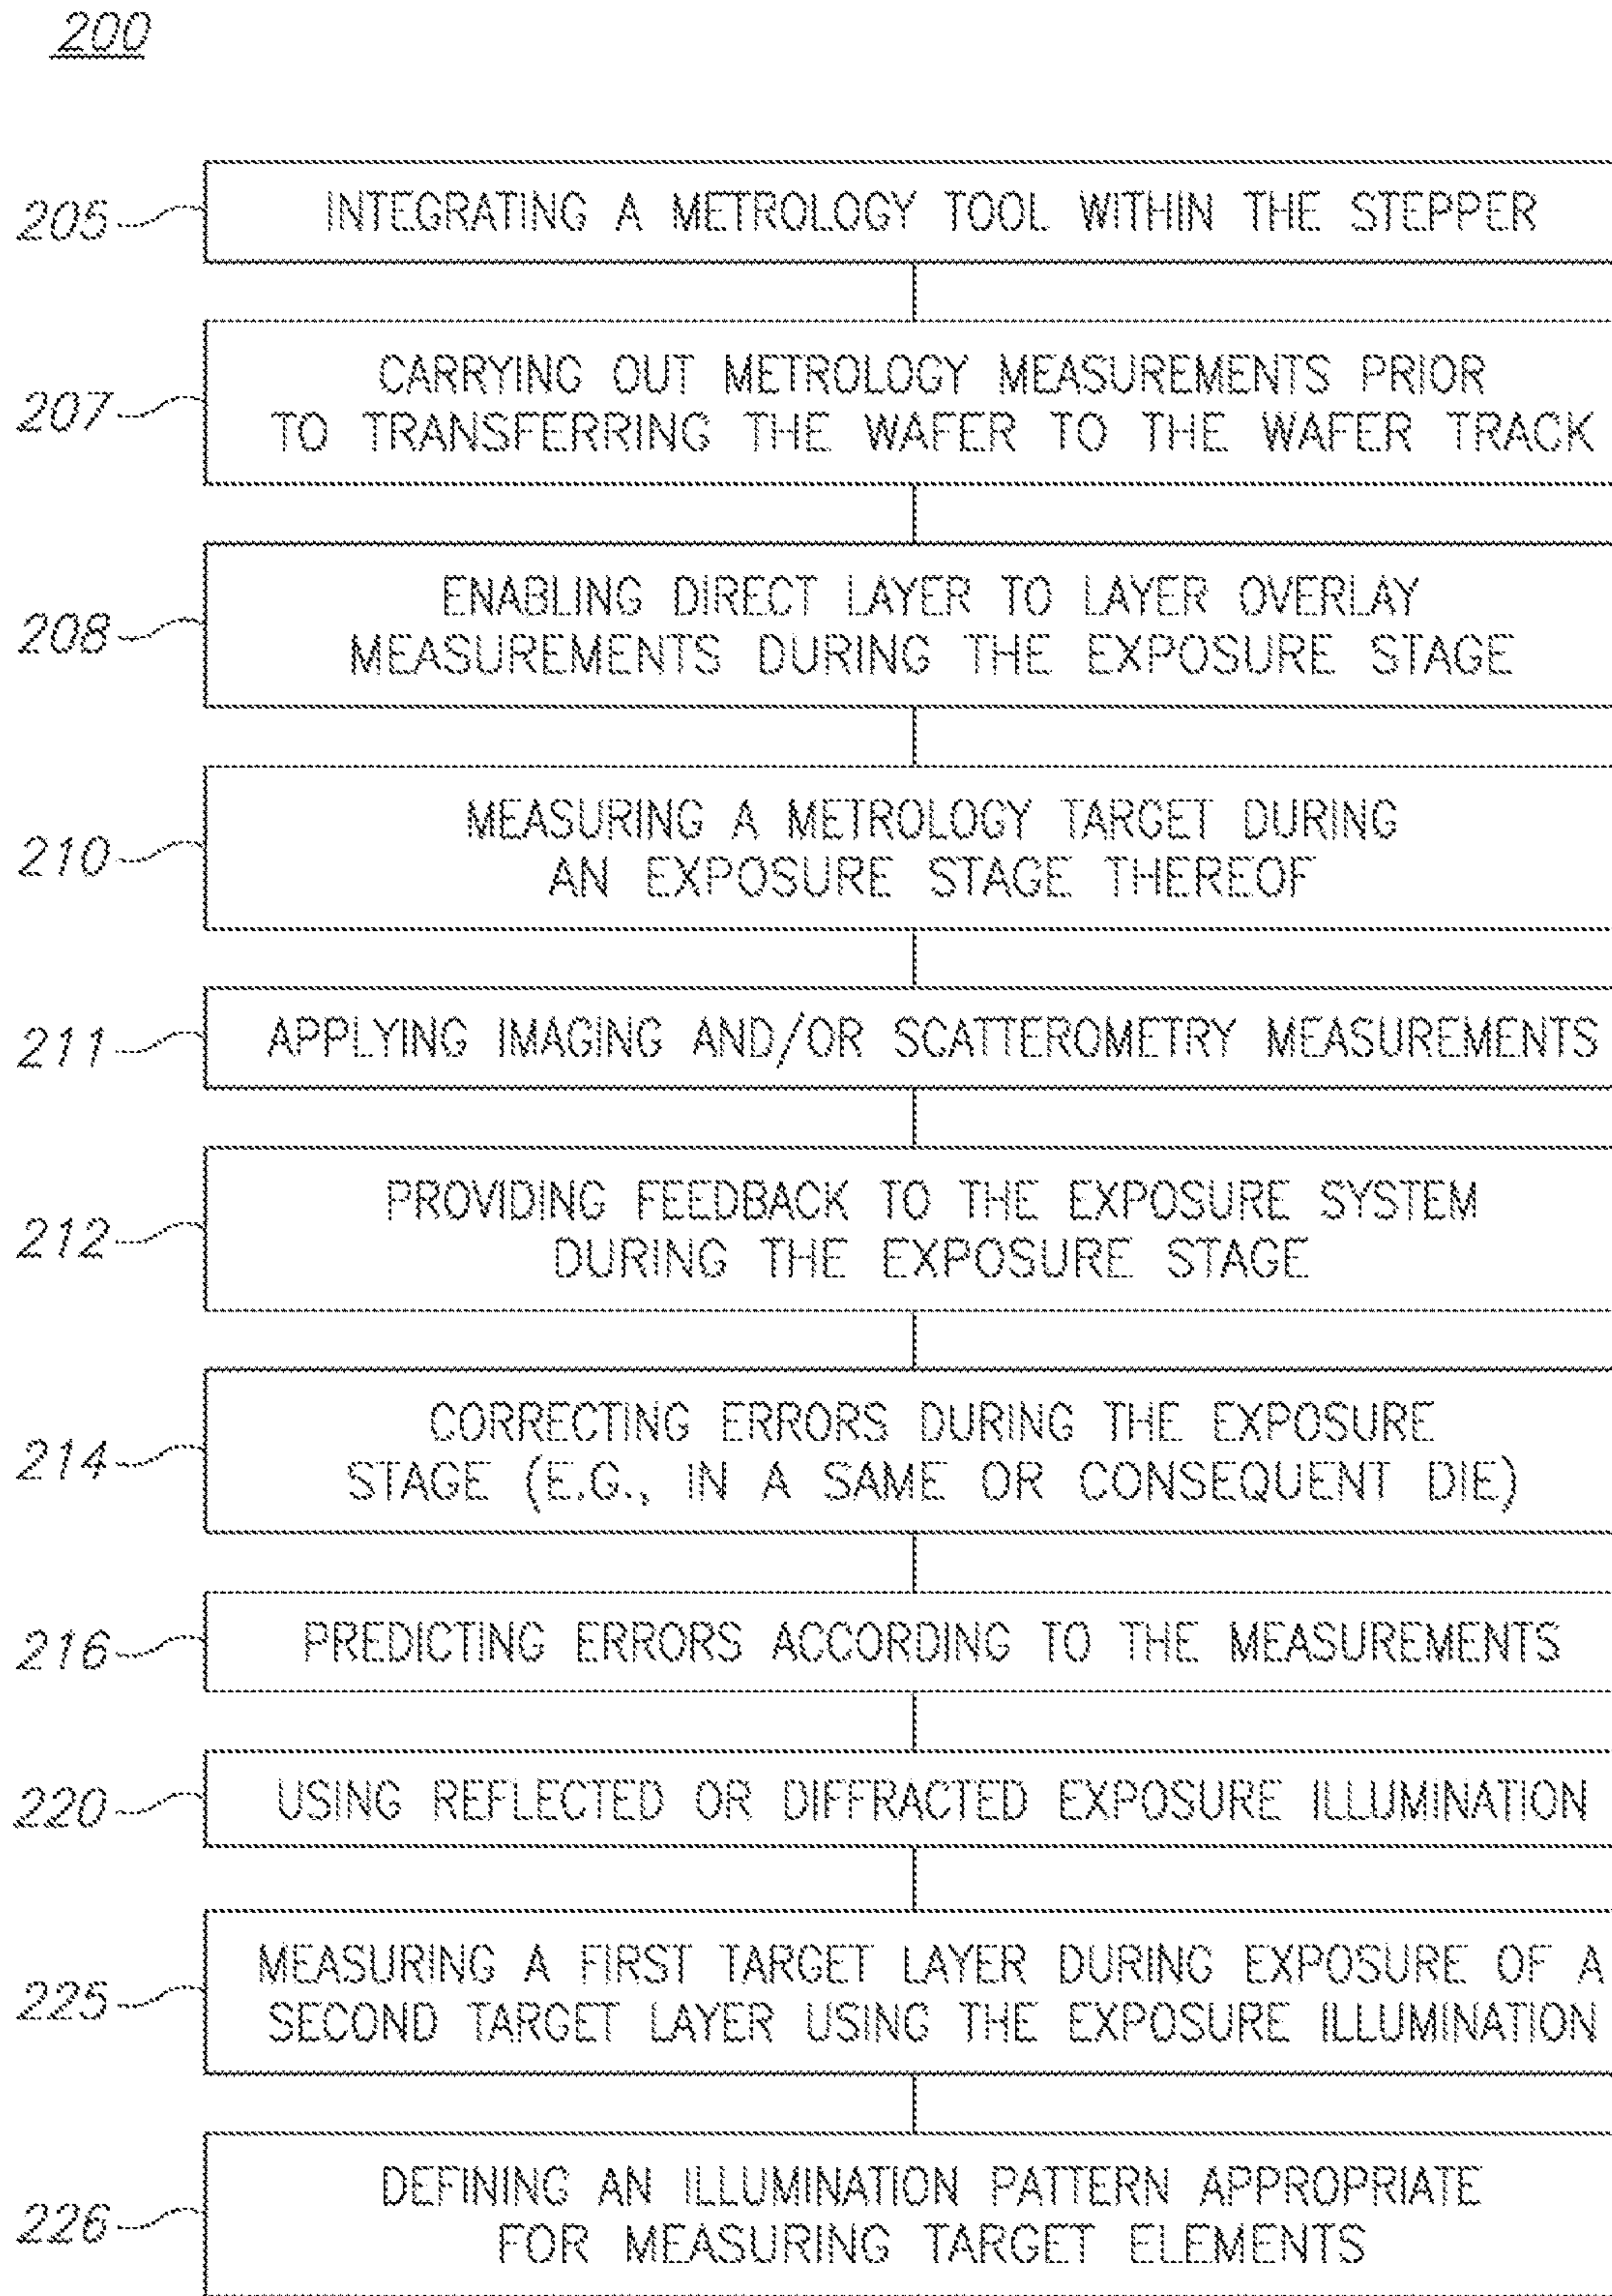 200
205 INTEGRATING A METROLOGY TOOL WITHIN THE STEPPER
207 CARRYING OUT METROLOGY MEASUREMENTS PRIOR
TO TRANSFERRING THE WAFER TO THE WAFER TRACK
208 ENABLING DIRECT LAYER TO LAYER OVERLAY
MEASUREMENTS DURING THE EXPOSURE STAGE
210 MEASURING A METROLOGY TARGET DURING
AN EXPOSURE STAGE THEREOF
211 APPLYING IMAGING AND/OR SCATTEROMETRY MEASUREMENTS
212 PROVIDING FEEDBACK TO THE EXPOSURE SYSTEM
DURING THE EXPOSURE STAGE
214 CORRECTING ERRORS DURING THE EXPOSURE
STAGE (E.G., IN A SAME OR CONSEQUENT DIE)
216 PREDICTING ERRORS ACCORDING TO THE MEASUREMENTS
220 USING REFLECTED OR DIFFRACTED EXPOSURE ILLUMINATION
225 MEASURING A FIRST TARGET LAYER DURING EXPOSURE OF A
SECOND TARGET LAYER USING THE EXPOSURE ILLUMINATION
226 DEFINING AN ILLUMINATION PATTERN APPROPRIATE
FOR MEASURING TARGET ELEMENTS